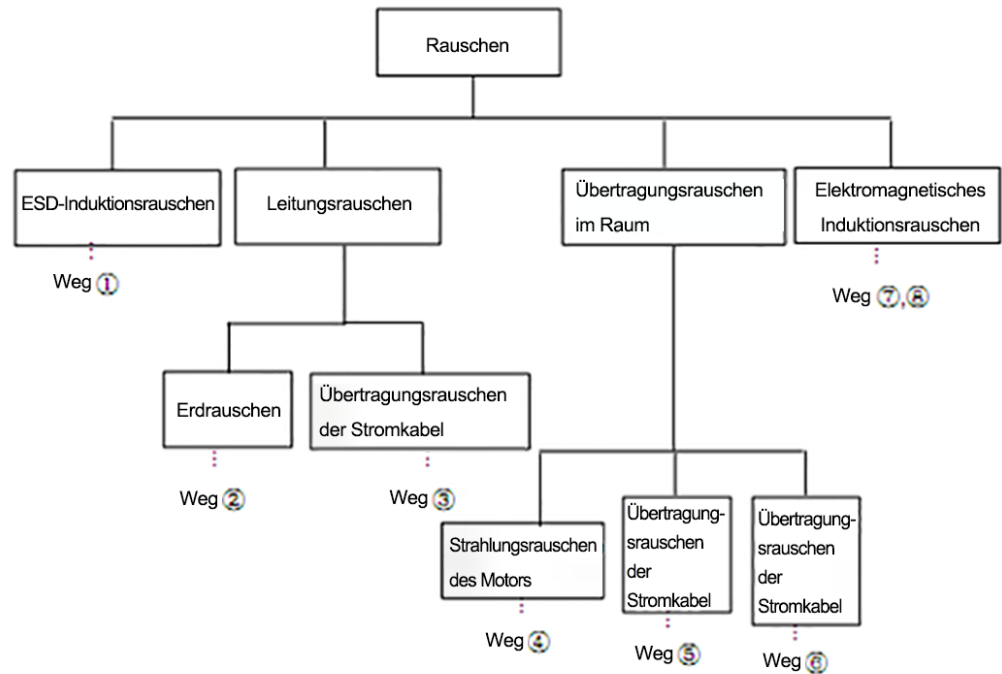 Rauschen
ESD-Induktionsrauschen
Weg ①
Leitungsrauschen
Übertragungsrauschen
im Raum
Elektromagnetisches
Induktionsrauschen
Weg ⑦,⑧
Erdrauschen
Weg ②
Übertragungsrauschen
der Stromkabel
Weg ③
Strahlungsrauschen
des Motors
Weg ④
Übertragung-
srauschen
der
Stromkabel
Weg ⑤
Übertragung-
srauschen
der
Stromkabel
Weg ⑥